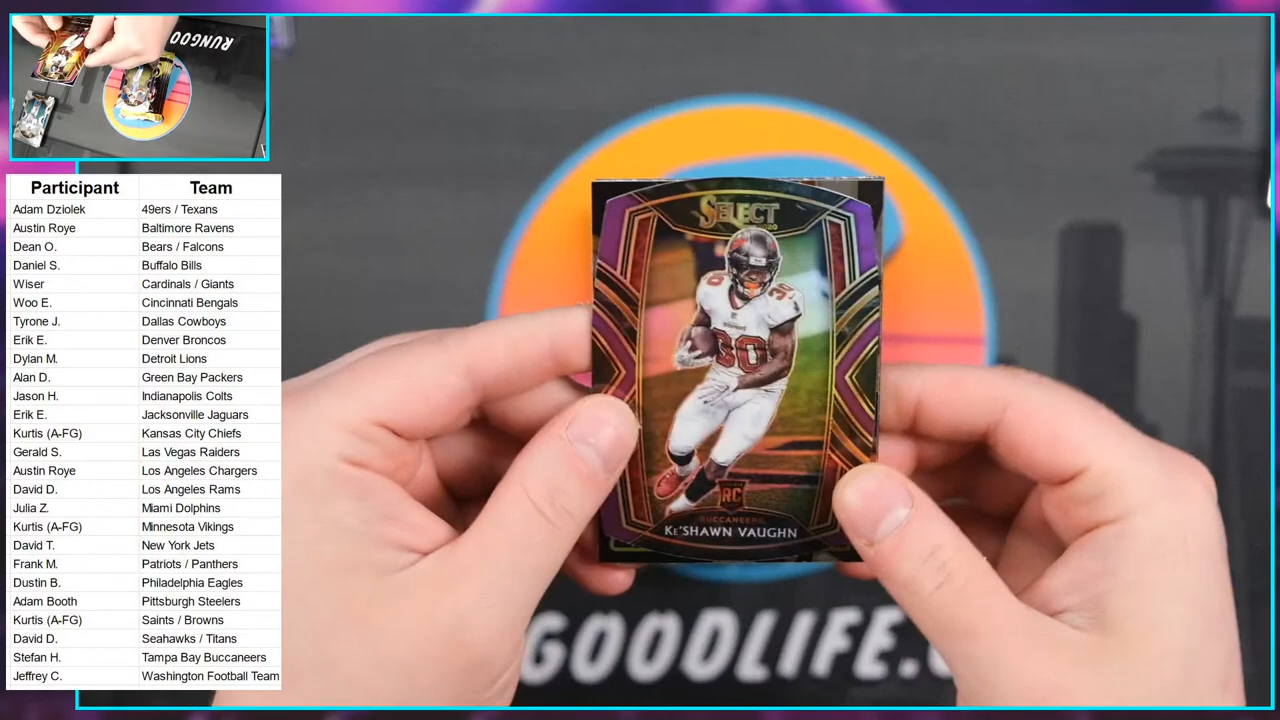 RUNGOODL
Participant Team
Adam Dziolek 49ers / Texans
Austin Roye Baltimore Ravens
Dean O. Bears / Falcons
Daniel S. Buffalo Bills
Wiser Cardinals / Giants
Woo E. Cincinnati Bengals
Tyrone J. Dallas Cowboys
Erik E. Denver Broncos
Dylan M. Detroit Lions
Alan D. Green Bay Packers
Jason H. Indianapolis Colts
Erik E. Jacksonville Jaguars
Kurtis (A-FG) Kansas City Chiefs
Gerald S. Las Vegas Raiders
Austin Roye Los Angeles Chargers
David D. Los Angeles Rams
Julia Z. Miami Dolphins
Kurtis (A-FG) Minnesota Vikings
David T. New York Jets
Frank M. Patriots / Panthers
Dustin B. Philadelphia Eagles
Adam Booth Pittsburgh Steelers
Kurtis (A-FG) Saints / Browns
David D. Seahawks / Titans
Stefan H. Tampa Bay Buccaneers
Jeffrey C. Washington Football Team
SELECT
2020
30
30
RC
BUCCANEERS
KE'SHAWN VAUGHN
GOODLIFE.